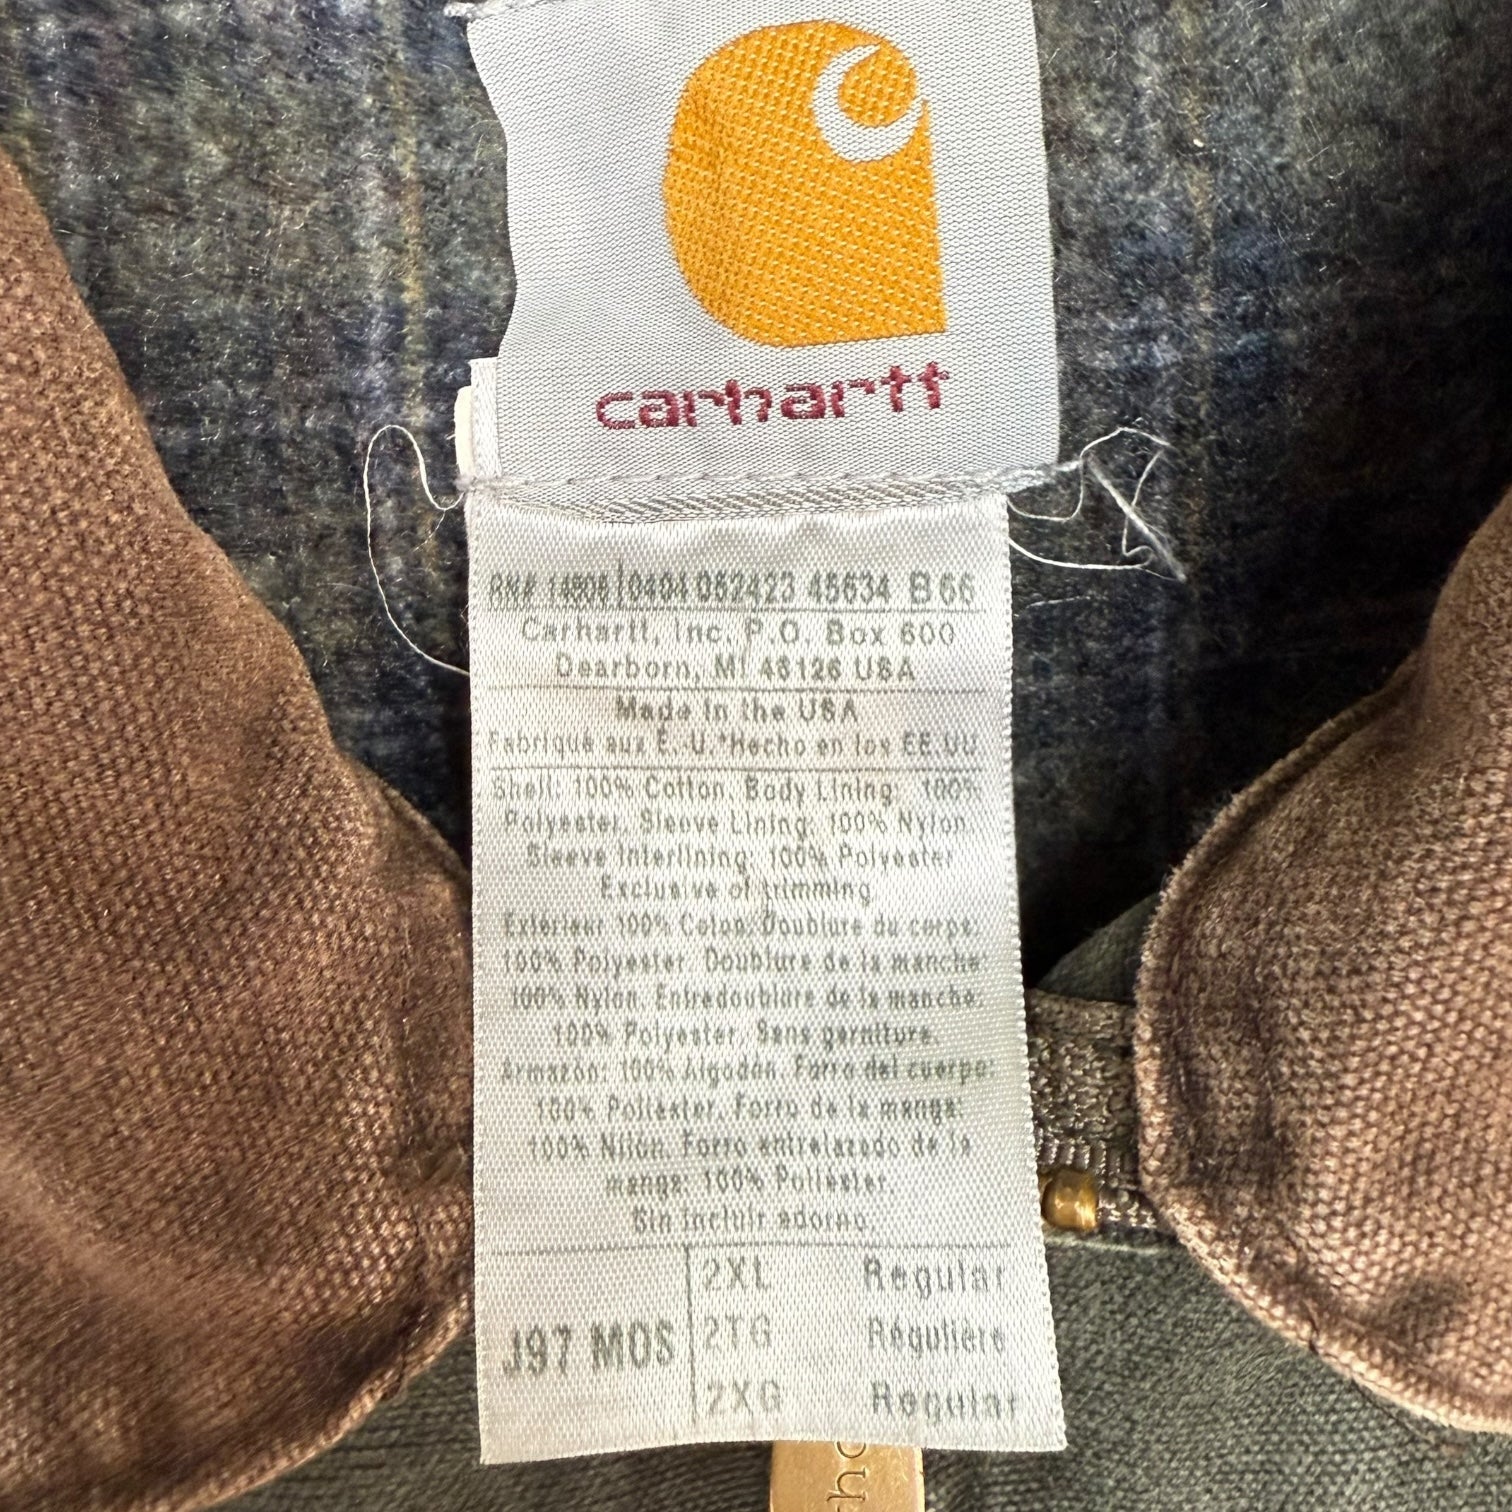 carhartt
RN# 14806 0404 052423 45634 B66
Carhartt, Inc. P.O. Box 600
Dearborn, MI 48126 USA
Made in the USA
Fabriqué aux É.-U.*Hecho en los EE UU
Shell: 100% Cotton. Body Lining: 100%
Polyester. Sleeve Lining: 100% Nylon.
Sleeve Interlining: 100% Polyester
Exclusive of trimming
Extérieur 100% Coton. Doublure du corps:
100% Polyester. Doublure de la manche:
100% Nylon. Entredoublure de la manche:
100% Polyester. Sans garniture.
Armazon: 100% Algodon. Forro del cuerpo:
100% Poliester. Forro de la manga:
100% Nilon. Forro entrelazado de la
manga: 100% Poliester.
Sin incluir adorno.
J97 MOS
2XL Regular
2TG Régulière
2XG Regular